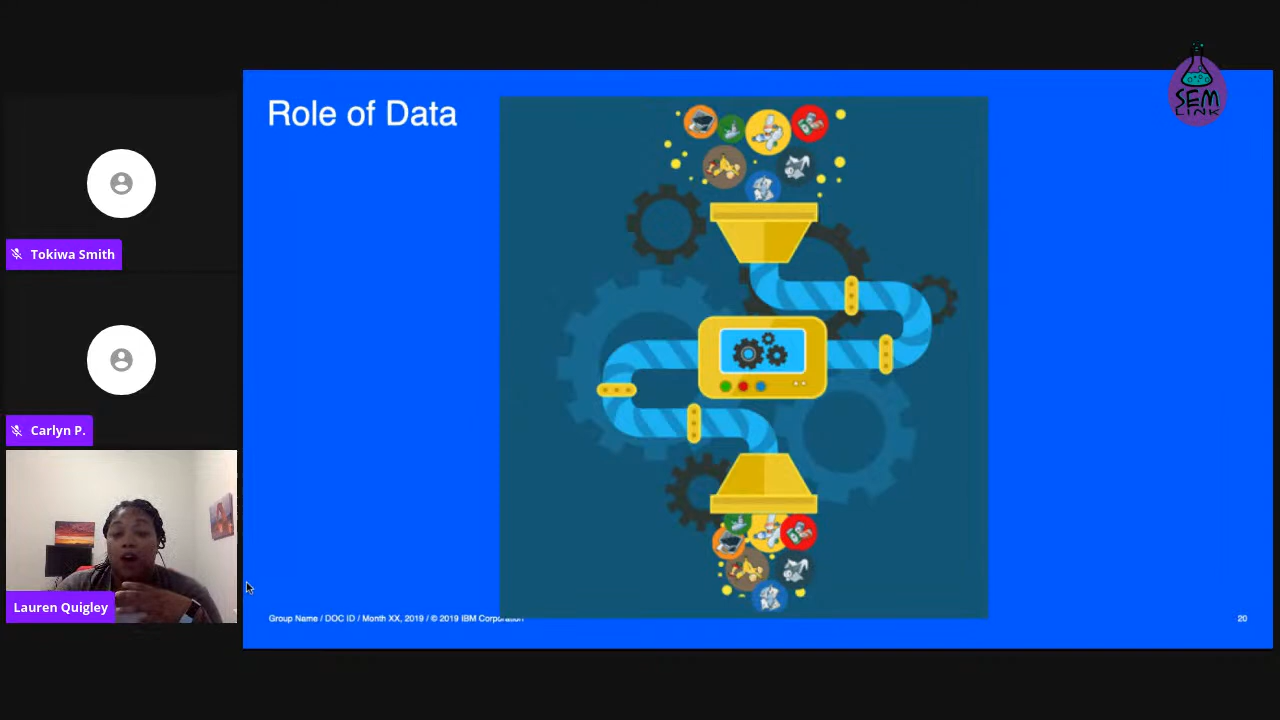 Role of Data
SEM
LINK
Tokiwa Smith
Carlyn P.
Lauren Quigley
Group Name / DOC ID / Month XX, 2019 / © 2019 IBM Corporation
20